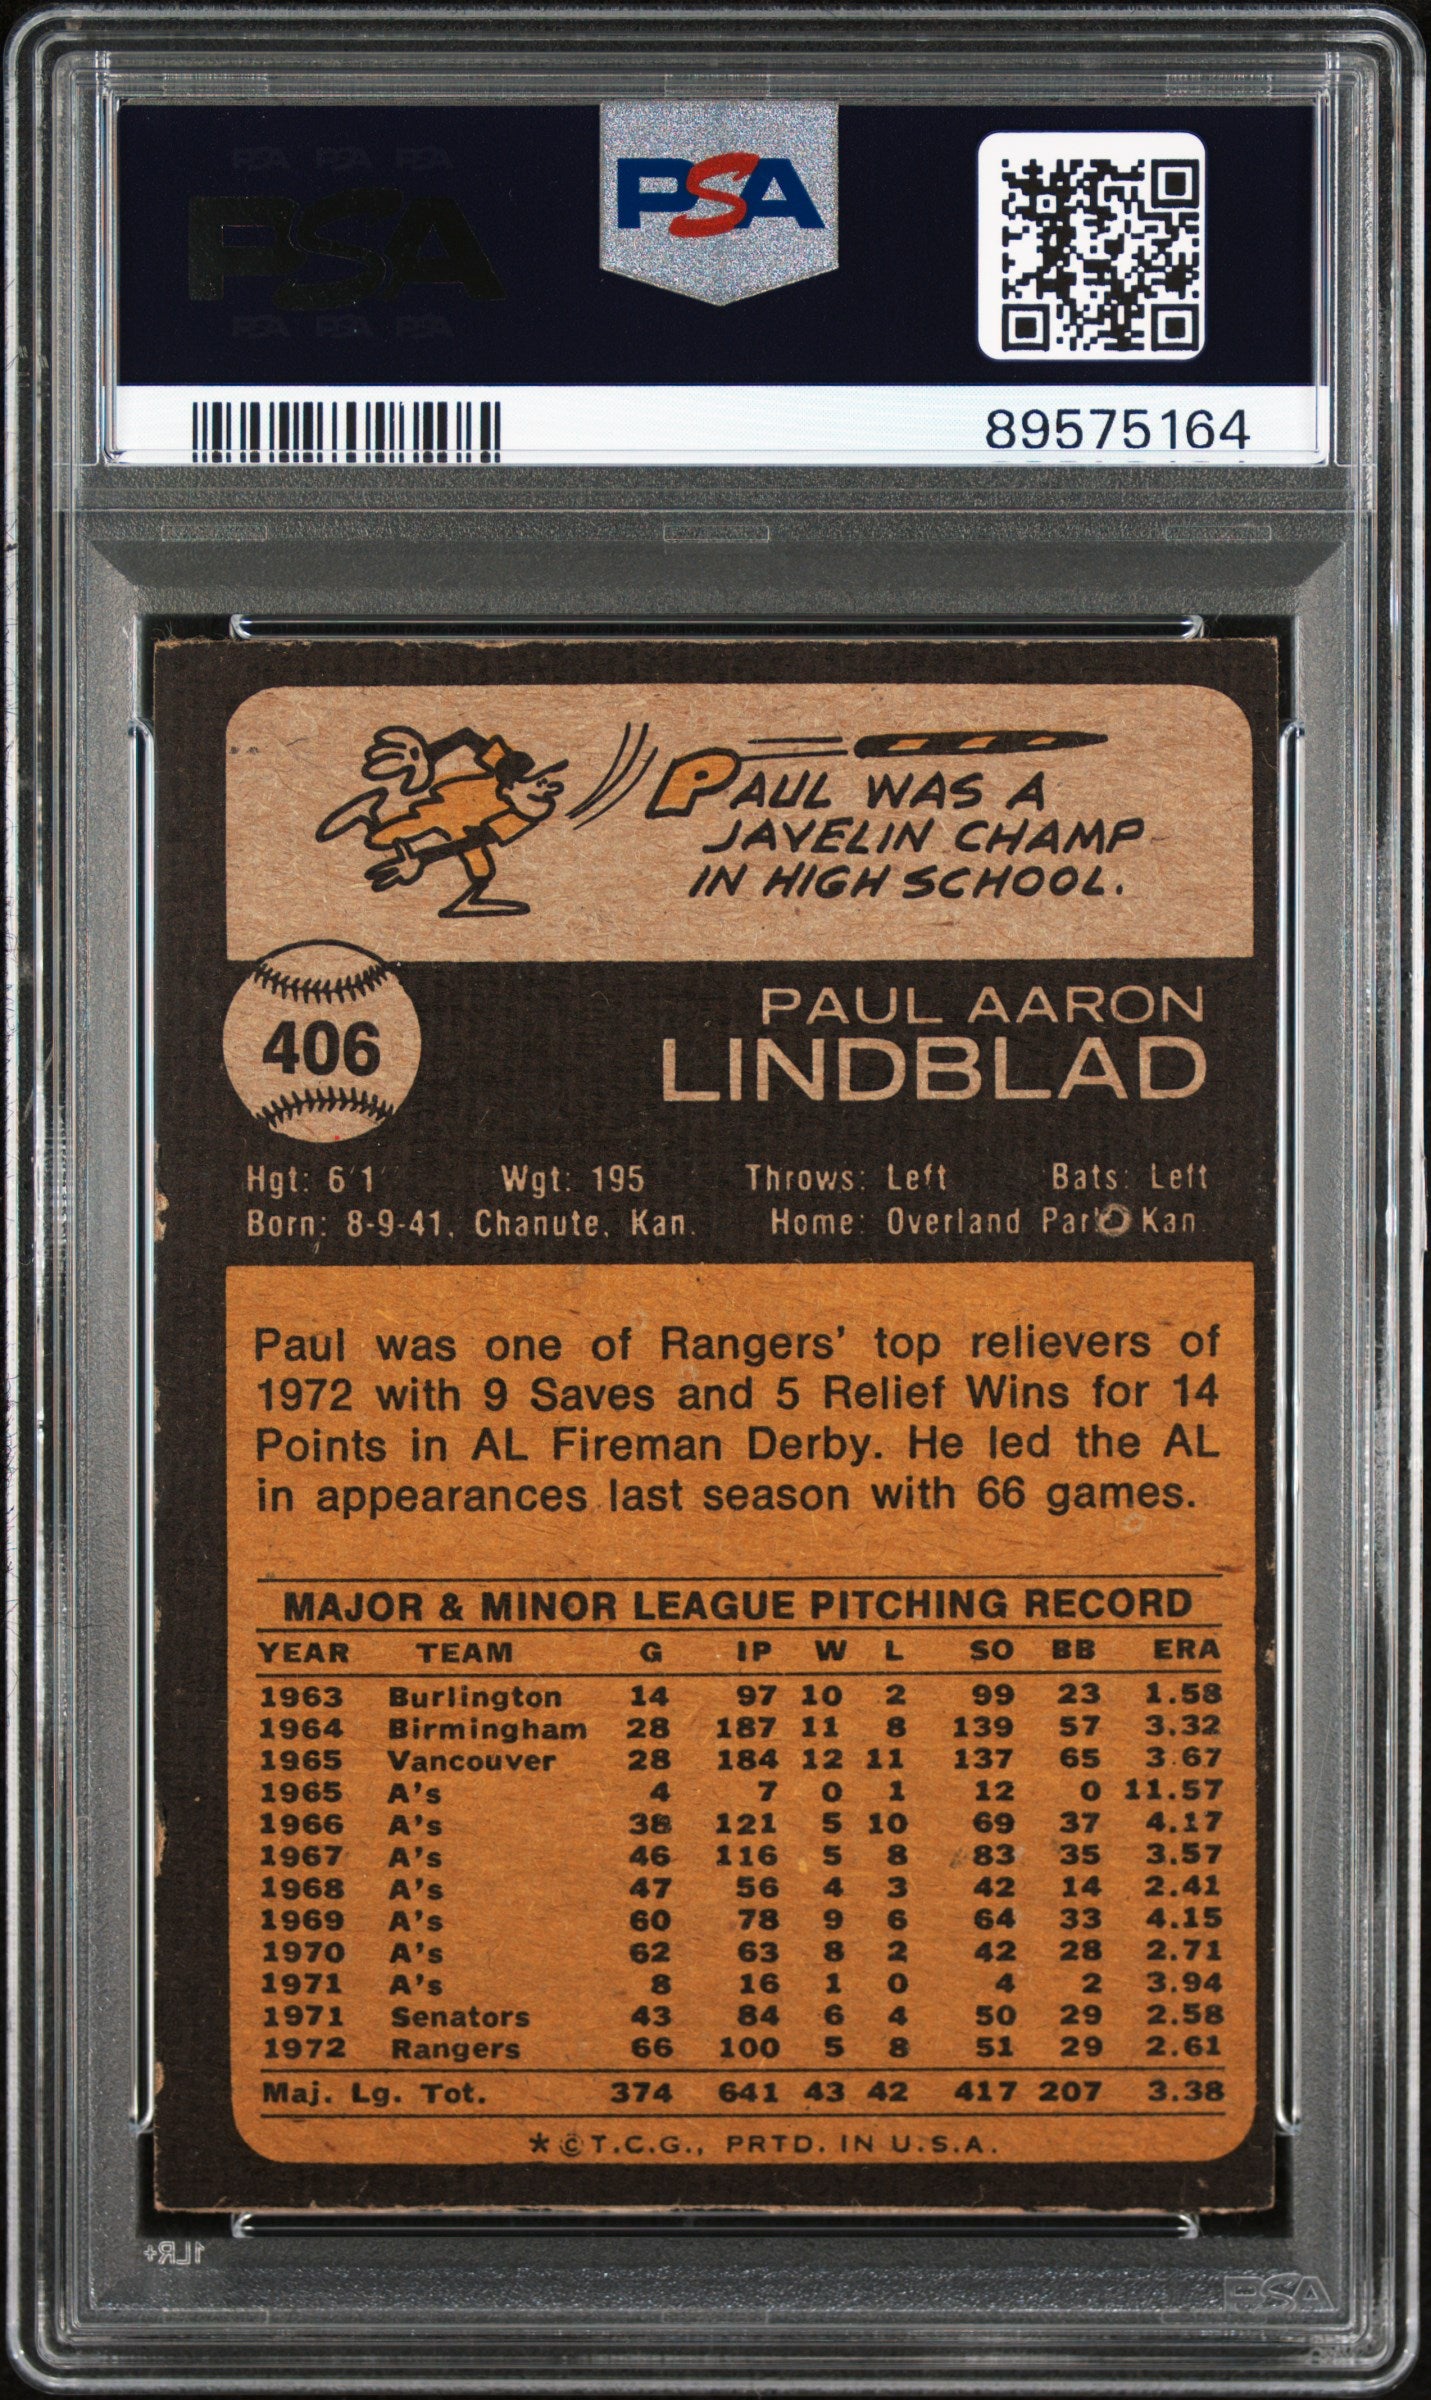 PSA PSA PSA
PSA
PSA PSA PSA
PSA
89575164
PAUL WAS A
JAVELIN CHAMP
IN HIGH SCHOOL.
406
PAUL AARON
LINDBLAD
Hgt: 6'1" Wgt: 195 Throws: Left Bats: Left
Born: 8-9-41, Chanute, Kan. Home: Overland Park, Kan.
Paul was one of Rangers' top relievers of
1972 with 9 Saves and 5 Relief Wins for 14
Points in AL Fireman Derby. He led the AL
in appearances last season with 66 games.
MAJOR & MINOR LEAGUE PITCHING RECORD
YEAR TEAM G IP W L SO BB ERA
1963 Burlington 14 97 10 2 99 23 1.58
1964 Birmingham 28 187 11 8 139 57 3.32
1965 Vancouver 28 184 12 11 137 65 3.67
1965 A's 4 7 0 1 12 0 11.57
1966 A's 38 121 5 10 69 37 4.17
1967 A's 46 116 5 8 83 35 3.57
1968 A's 47 56 4 3 42 14 2.41
1969 A's 60 78 9 6 64 33 4.15
1970 A's 62 63 8 2 42 28 2.71
1971 A's 8 16 1 0 4 2 3.94
1971 Senators 43 84 6 4 50 29 2.58
1972 Rangers 66 100 5 8 51 29 2.61
Maj. Lg. Tot. 374 641 43 42 417 207 3.38
*©T.C.G., PRTD. IN U.S.A.
1LR+
PSA